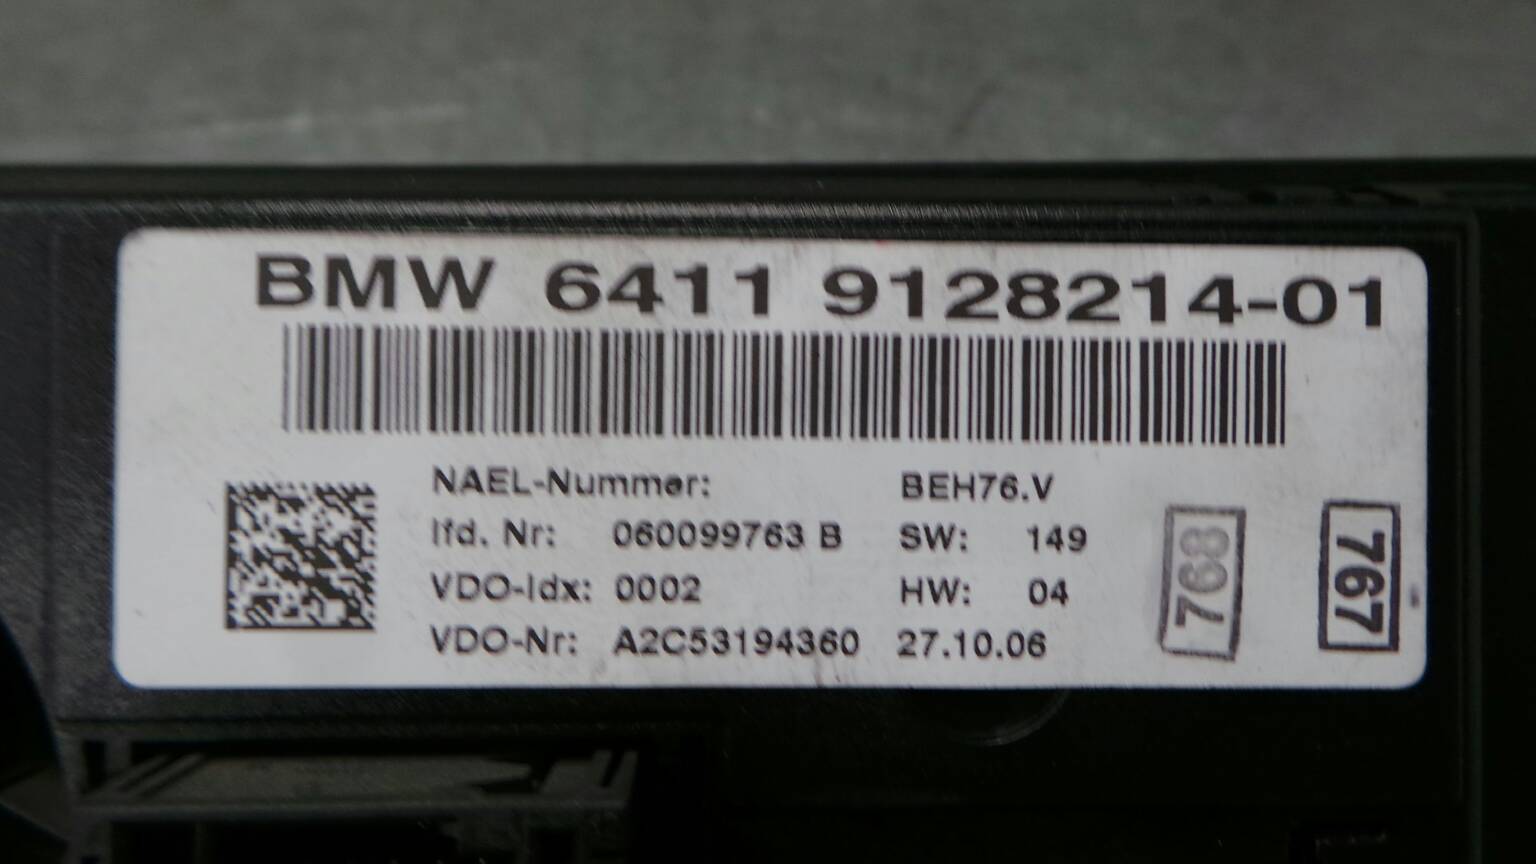 BMW 6411 9128214-01
NAEL-Nummer: BEH76.V
lfd. Nr: 060099763 B SW: 149
VDO-Idx: 0002 HW: 04
VDO-Nr: A2C53194360 27.10.06
768
767